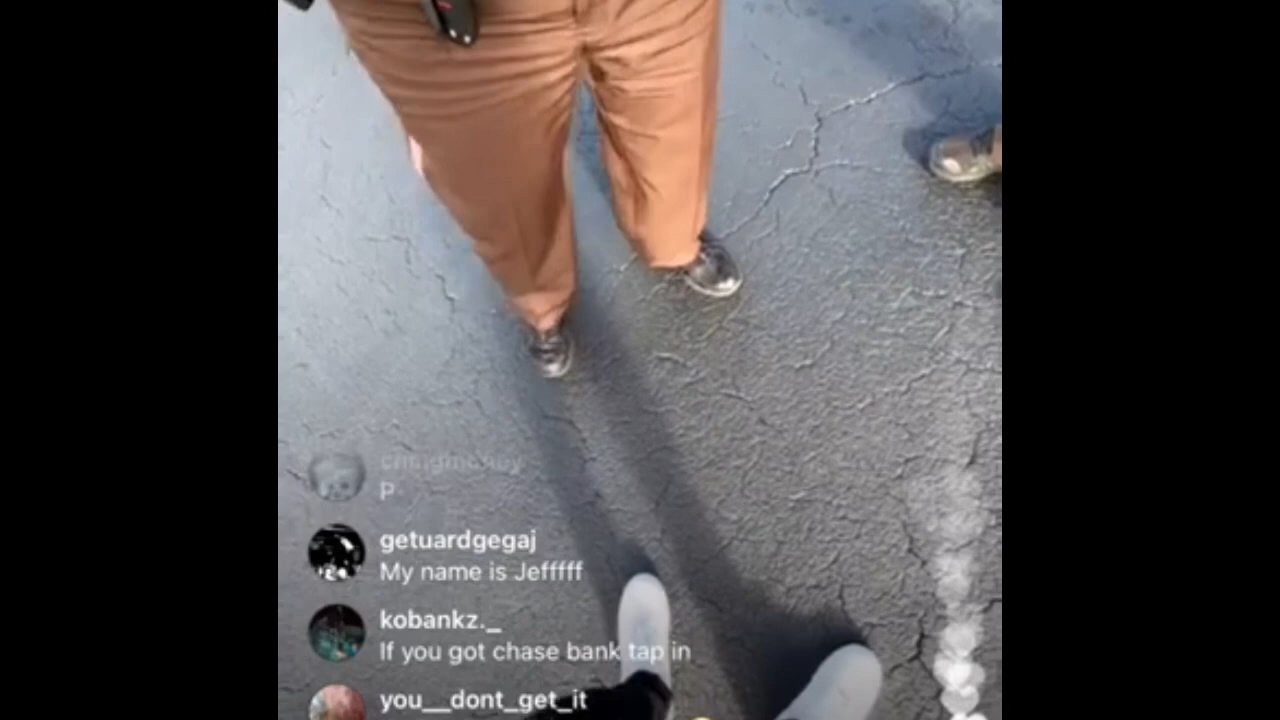 P
getuardgegaj
My name is Jefffff
kobankz._
If you got chase bank tap in
you__dont_get_it